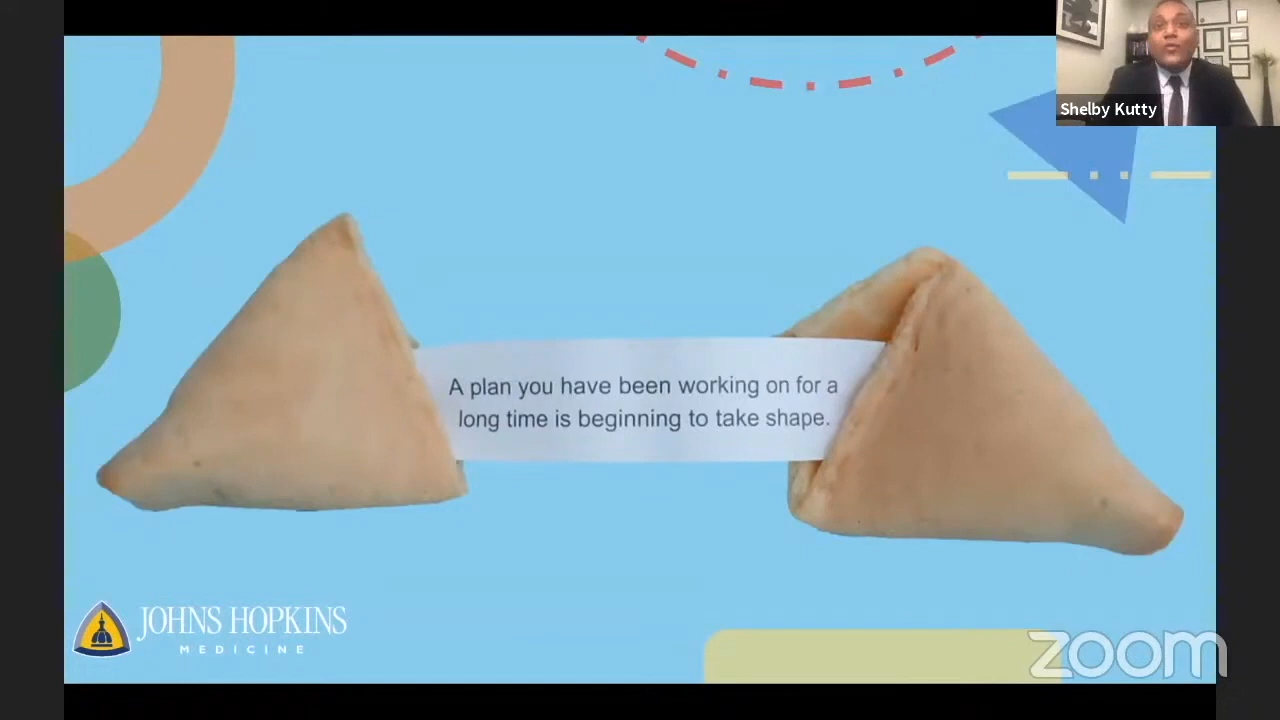 Shelby Kutty
A plan you have been working on for a
long time is beginning to take shape.
JOHNS HOPKINS
MEDICINE
zoom